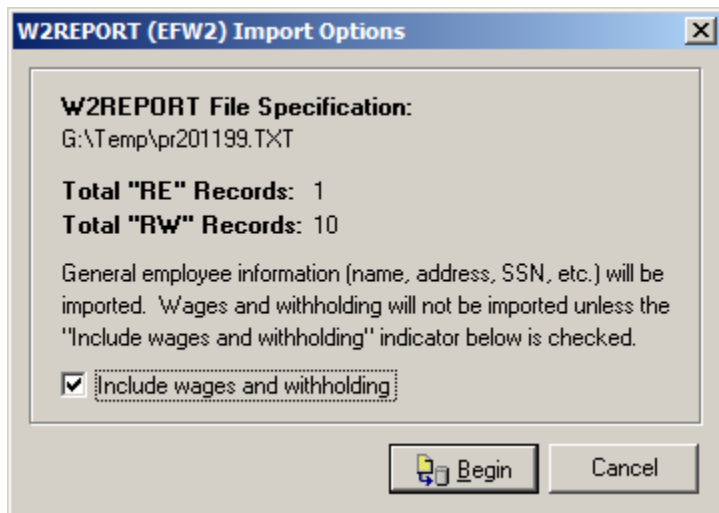 W2REPORT (EFW2) Import Options
W2REPORT File Specification:
G:\Temp\pr201199.TXT
Total "RE" Records: 1
Total "RW" Records: 10
General employee information (name, address, SSN, etc.) will be
imported. Wages and withholding will not be imported unless the
"Include wages and withholding" indicator below is checked.
Include wages and withholding
Begin Cancel